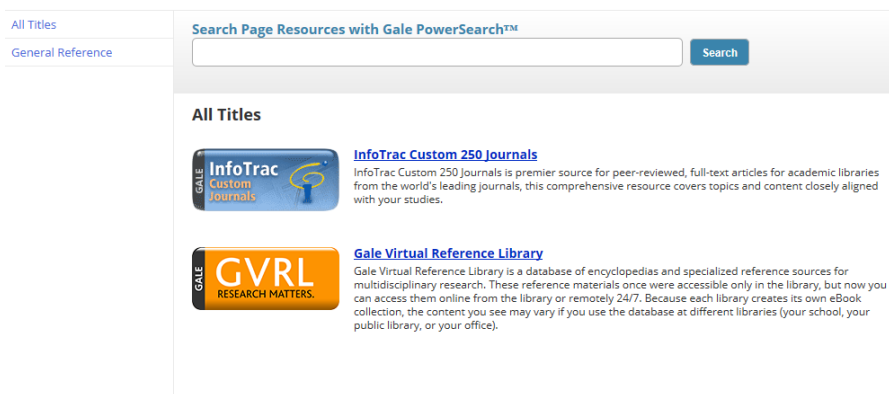 All Titles
General Reference
Search Page Resources with Gale PowerSearch™
Search
All Titles
GALE
InfoTrac
Custom
Journals
InfoTrac Custom 250 Journals
InfoTrac Custom 250 Journals is premier source for peer-reviewed, full-text articles for academic libraries
from the world's leading journals, this comprehensive resource covers topics and content closely aligned
with your studies.
GALE
GVRL
RESEARCH MATTERS.
Gale Virtual Reference Library
Gale Virtual Reference Library is a database of encyclopedias and specialized reference sources for
multidisciplinary research. These reference materials once were accessible only in the library, but now you
can access them online from the library or remotely 24/7. Because each library creates its own eBook
collection, the content you see may vary if you use the database at different libraries (your school, your
public library, or your office).